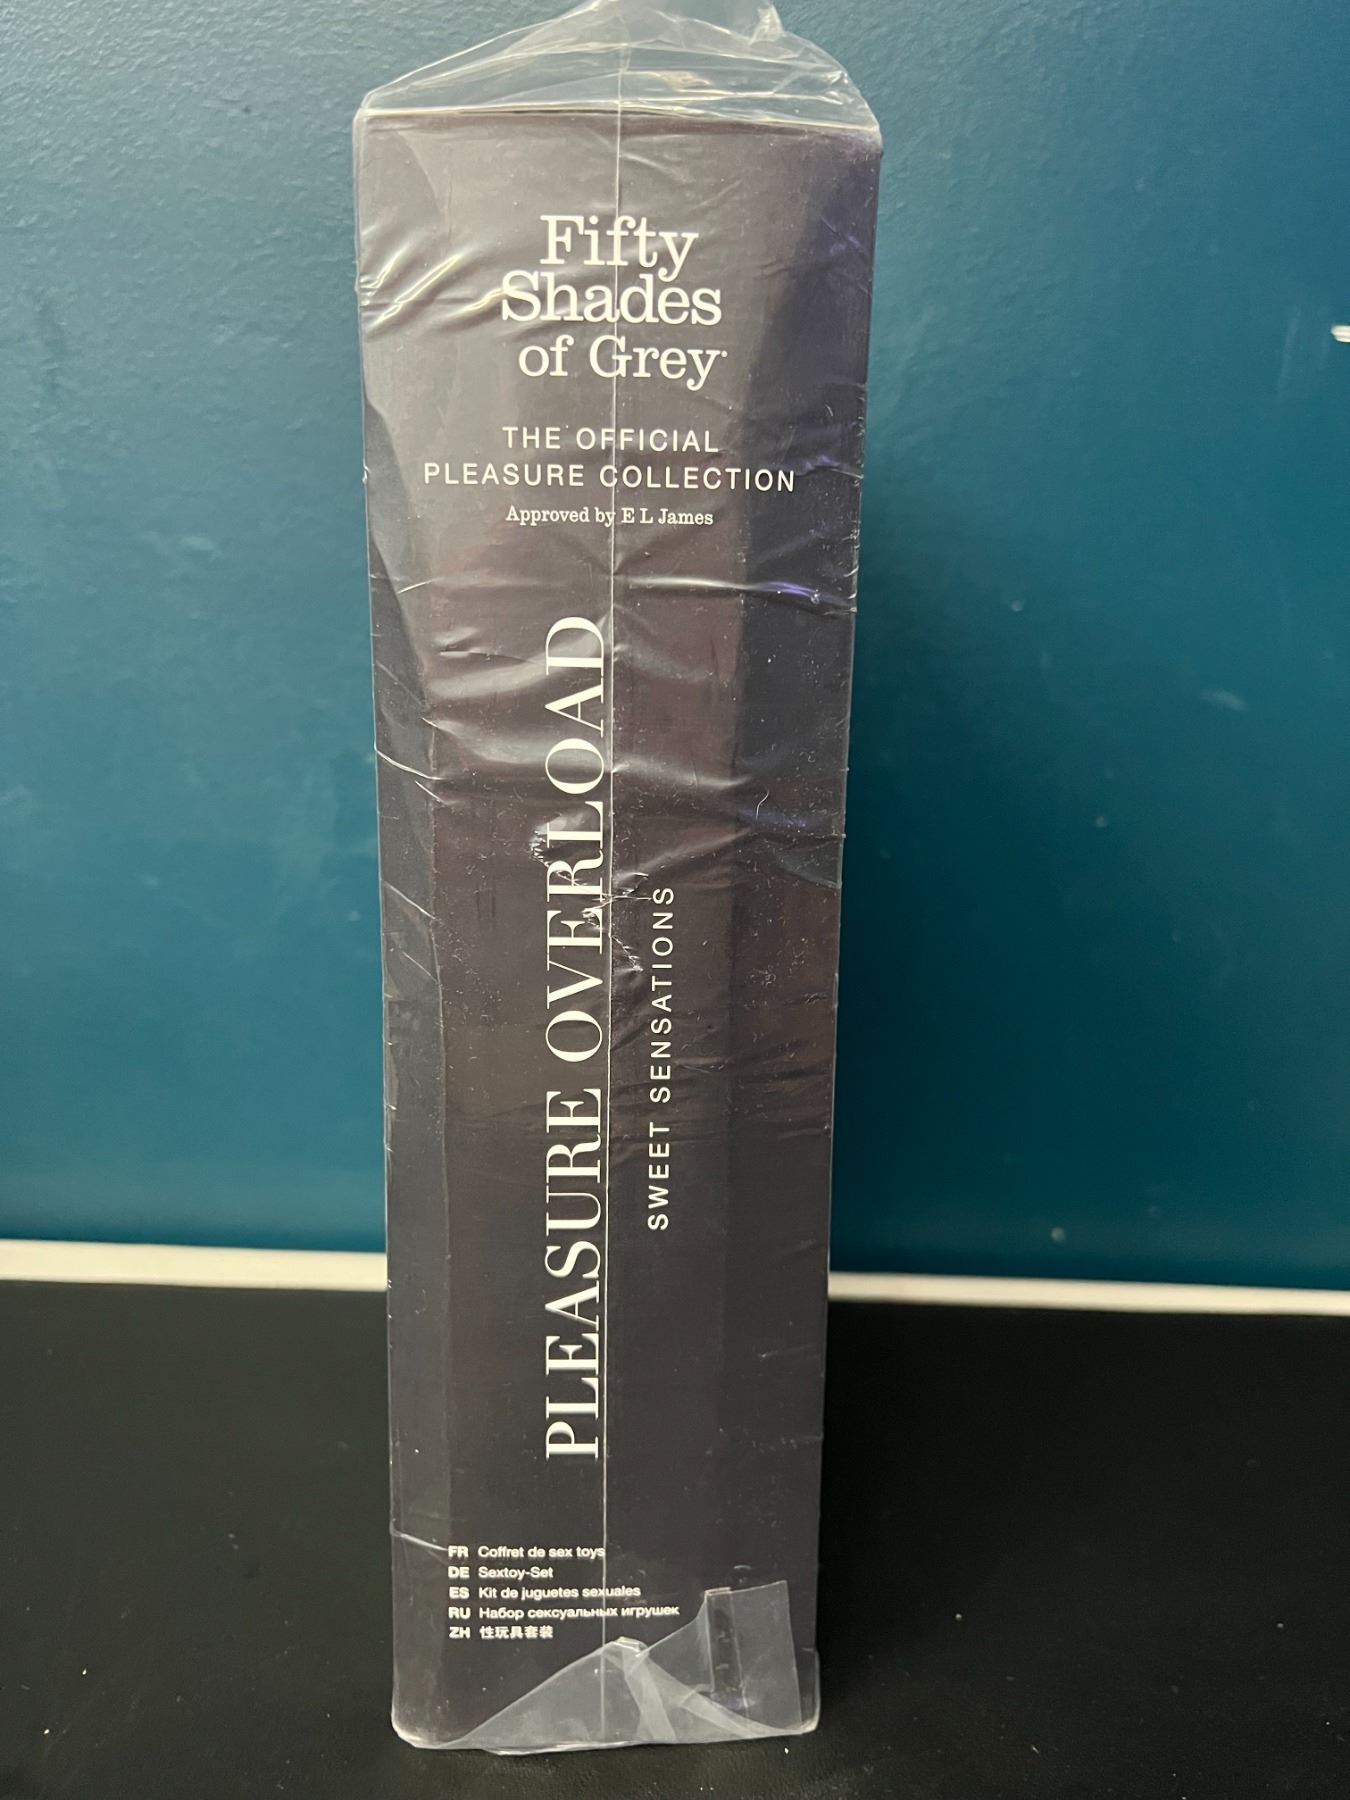 Fifty
Shades
of Grey
THE OFFICIAL
PLEASURE COLLECTION
Approved by E L James
PLEASURE OVERLOAD
SWEET SENSATIONS
FR Coffret de sex toys
DE Sextoy-Set
ES Kit de juguetes sexuales
RU Набор сексуальных игрушек
ZH 性玩具套装